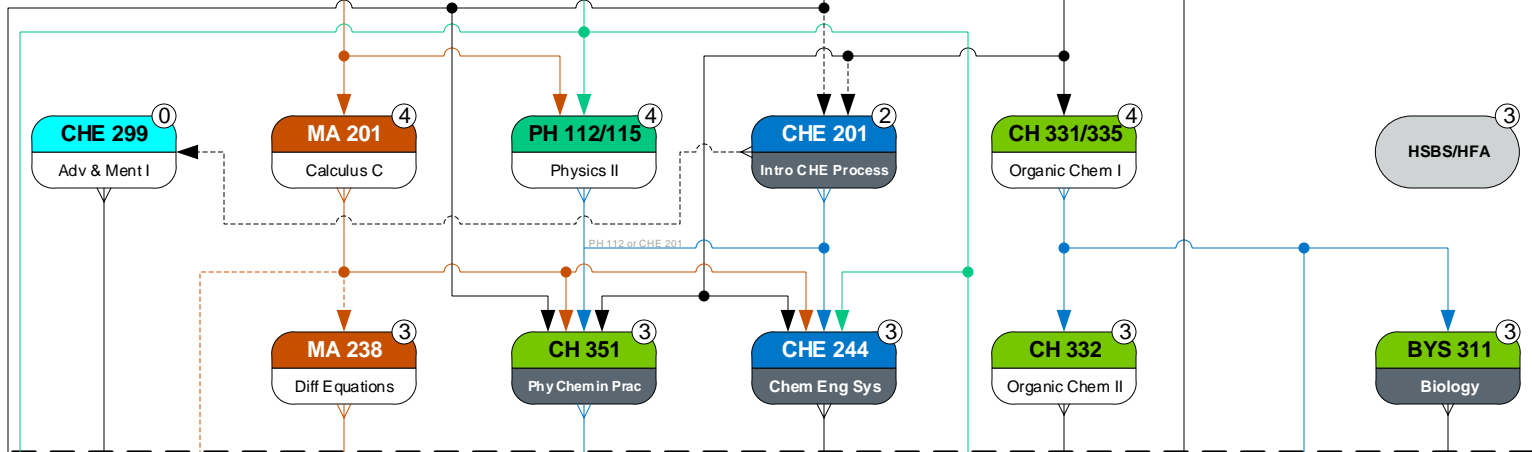 0
CHE 299
Adv & Ment I
4
MA 201
Calculus C
4
PH 112/115
Physics II
2
CHE 201
Intro CHE Process
4
CH 331/335
Organic Chem I
3
HSBS/HFA
PH 112 or CHE 201
3
MA 238
Diff Equations
3
CH 351
Phy Chem in Prac
3
CHE 244
Chem Eng Sys
3
CH 332
Organic Chem II
3
BYS 311
Biology